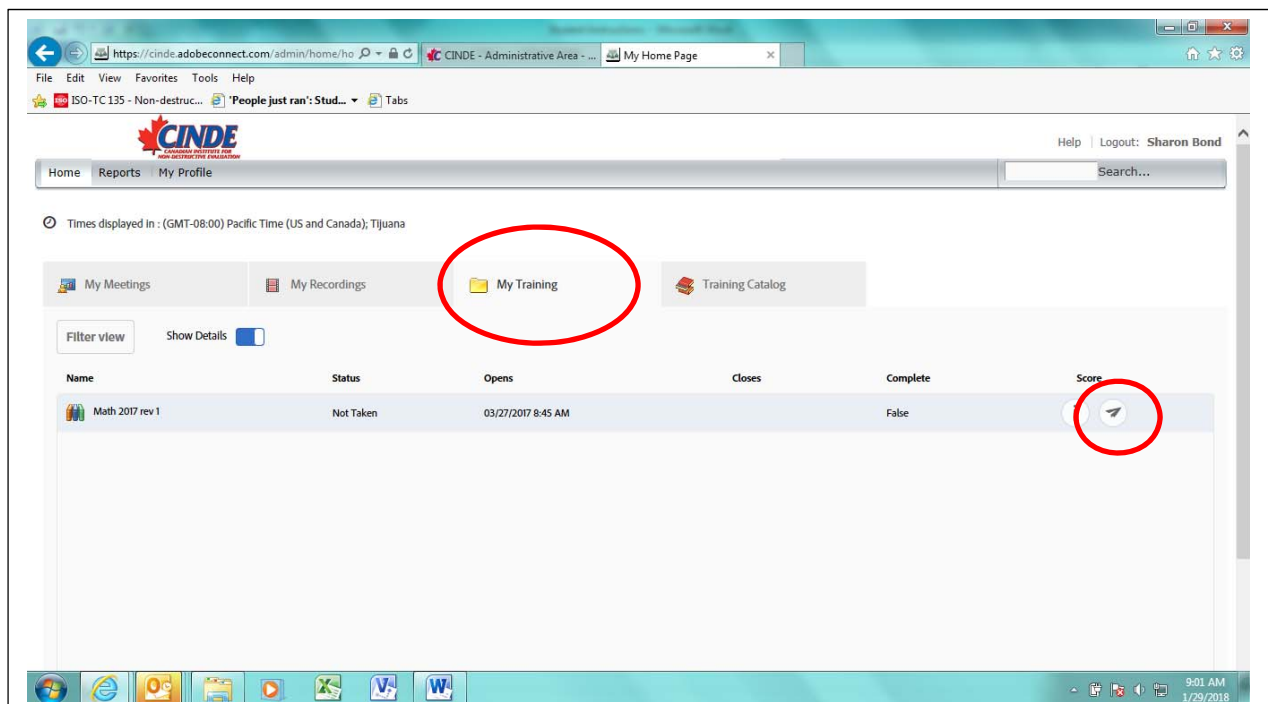 https://cinde.adobeconnect.com/admin/home/ho
CINDE - Administrative Area - ...
My Home Page
File Edit View Favorites Tools Help
ISO-TC 135 - Non-destruc... 'People just ran': Stud... Tabs
CINDE
CANADIAN INSTITUTE FOR
NON-DESTRUCTIVE EVALUATION
Help | Logout: Sharon Bond
Home Reports My Profile
Search...
Times displayed in : (GMT-08:00) Pacific Time (US and Canada); Tijuana
My Meetings My Recordings My Training Training Catalog
Filter view Show Details
Name Status Opens Closes Complete Score
Math 2017 rev 1 Not Taken 03/27/2017 8:45 AM False
9:01 AM
1/29/2018